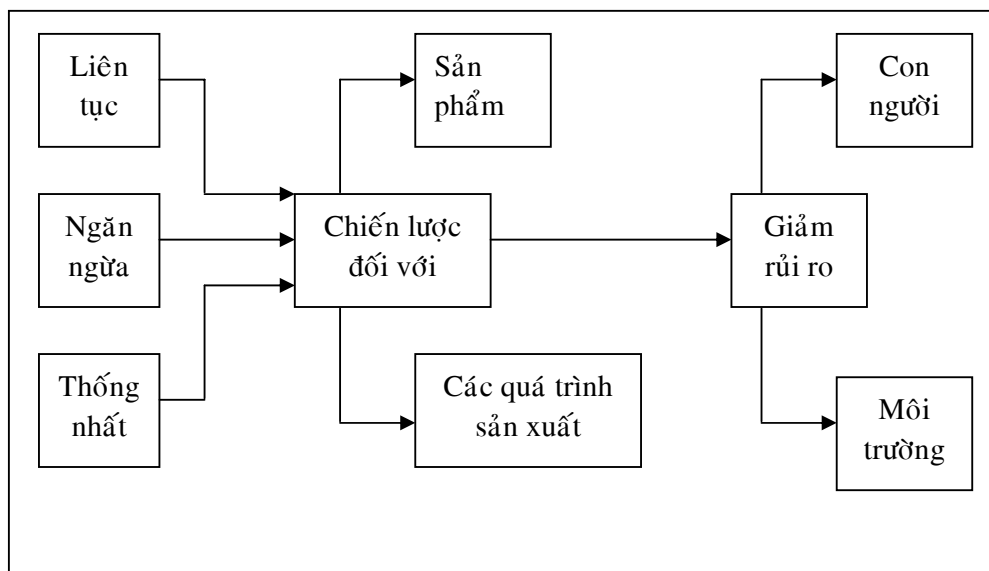 Liên
tục
Sản
phẩm
Con
người
Ngăn
ngừa
Chiến lược
đối với
Giảm
rủi ro
Thống
nhất
Các quá trình
sản xuất
Môi
trường